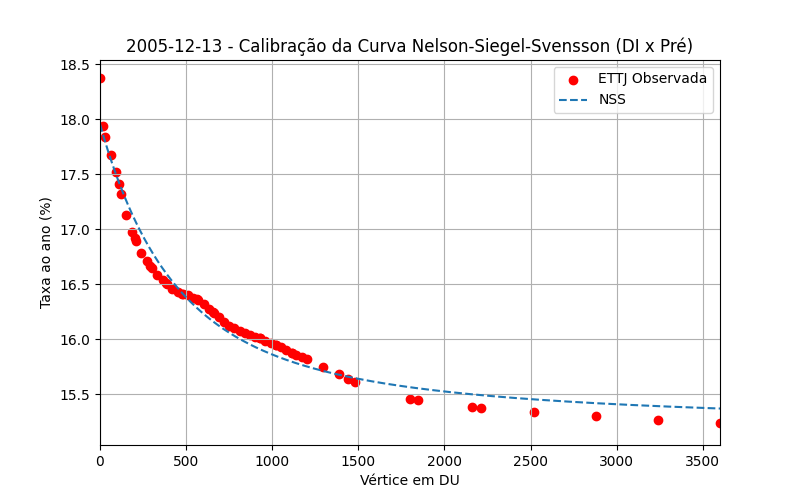 2005-12-13 - Calibração da Curva Nelson-Siegel-Svensson (DI x Pré)
ETTJ Observada
NSS
Taxa ao ano (%)
18.5
18.0
17.5
17.0
16.5
16.0
15.5
0 500 1000 1500 2000 2500 3000 3500
Vértice em DU